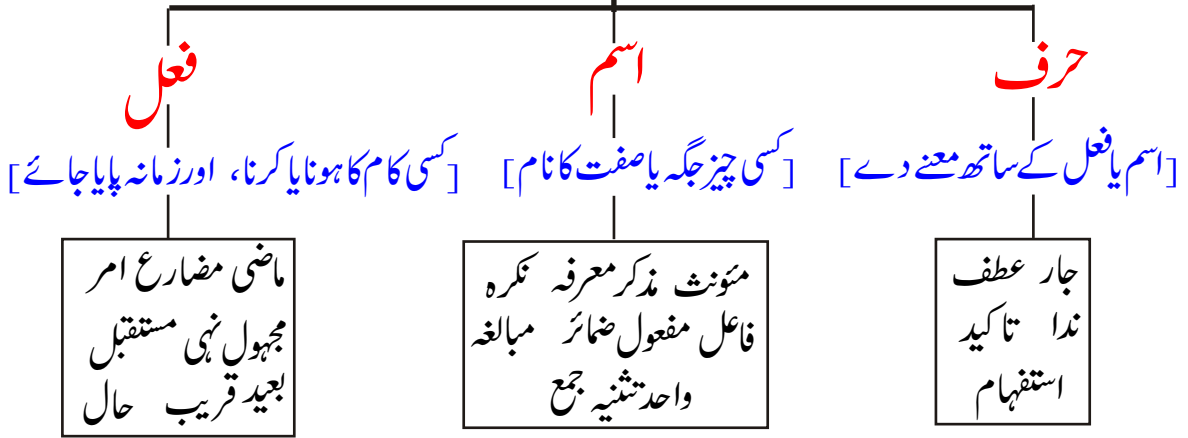 حرف
[اسم یا فعل کے ساتھ معنے دے]
جار عطف
ندا تاکید
استفہام
اسم
[کسی چیز جگہ یا صفت کا نام]
مئونث مذکر معرفہ نکرہ
فاعل مفعول ضمائر مبالغہ
واحد تثنیہ جمع
فعل
[کسی کام کا ہونا یا کرنا، اور زمانہ پایا جائے]
ماضی مضارع امر
مجہول نہی مستقبل
بعید قریب حال